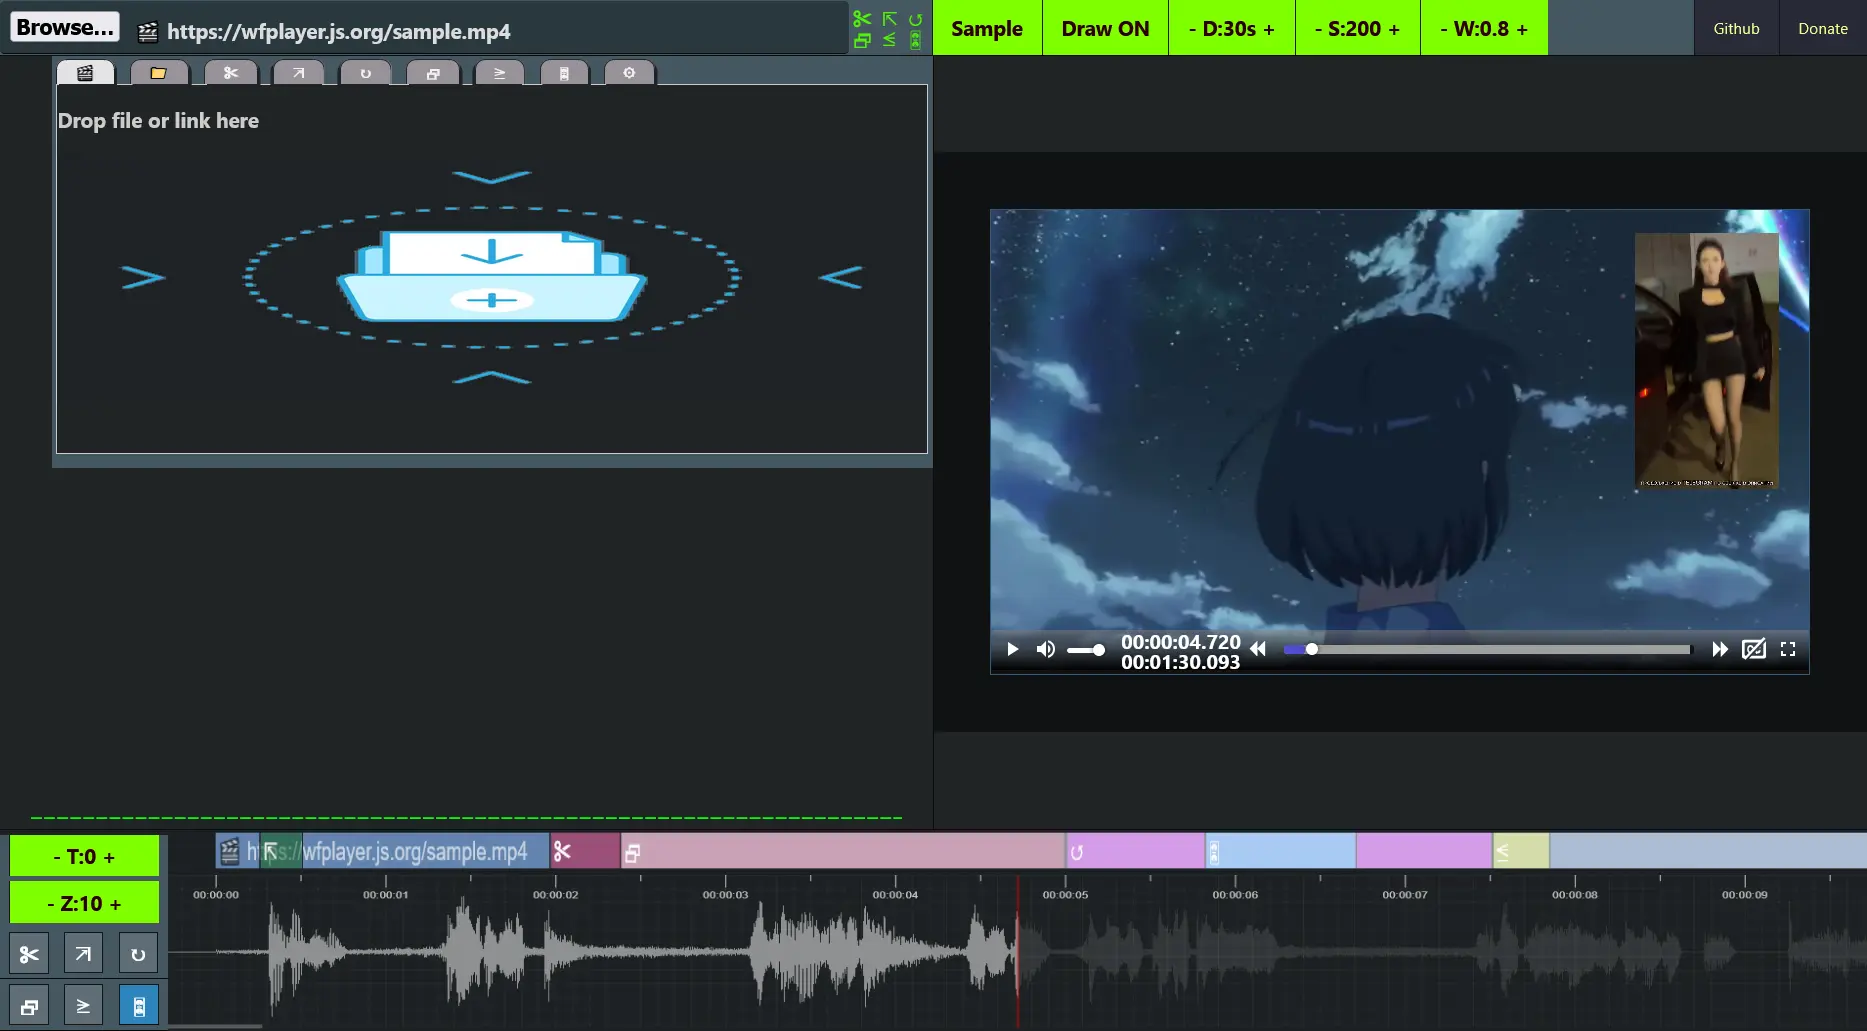 Browse...
https://wfplayer.js.org/sample.mp4
Sample
Draw ON
- D:30s +
- S:200 +
- W:0.8 +
Github
Donate
Drop file or link here
00:00:04.720
00:01:30.093
- T:0 +
https://wfplayer.js.org/sample.mp4
00:00:00
00:00:01
00:00:02
00:00:03
00:00:04
00:00:05
00:00:06
00:00:07
00:00:08
00:00:09
- Z:10 +